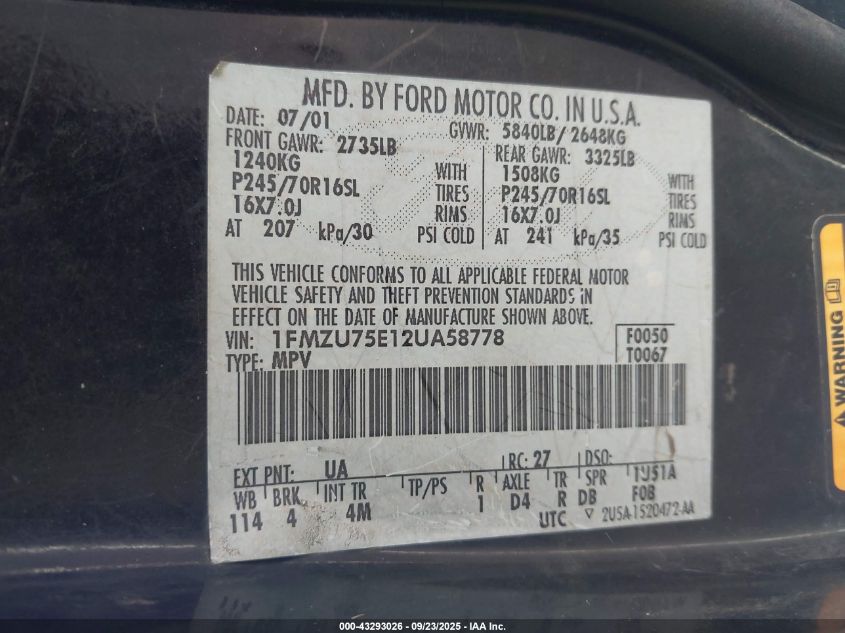 MFD. BY FORD MOTOR CO. IN U.S.A.
DATE: 07/01 GVWR: 5840LB/ 2648KG
FRONT GAWR: 2735LB REAR GAWR: 3325LB
1240KG WITH 1508KG WITH
P245/70R16SL TIRES P245/70R16SL TIRES
16X7.0J RIMS 16X7.0J RIMS
AT 207 kPa/30 PSI COLD AT 241 kPa/35 PSI COLD
THIS VEHICLE CONFORMS TO ALL APPLICABLE FEDERAL MOTOR
VEHICLE SAFETY AND THEFT PREVENTION STANDARDS IN
EFFECT ON THE DATE OF MANUFACTURE SHOWN ABOVE.
VIN: 1FMZU75E12UA58778 F0050
TYPE: MPV T0067
EXT PNT: UA RC: 27 DSO:
WB BRK INT TR TP/PS R AXLE TR SPR 1U51A
114 4 4M 1 D4 R DB FOB
UTC ▽ 2U5A-1520472-AA
WARNING
000-43293026 - 09/23/2025 - IAA Inc.